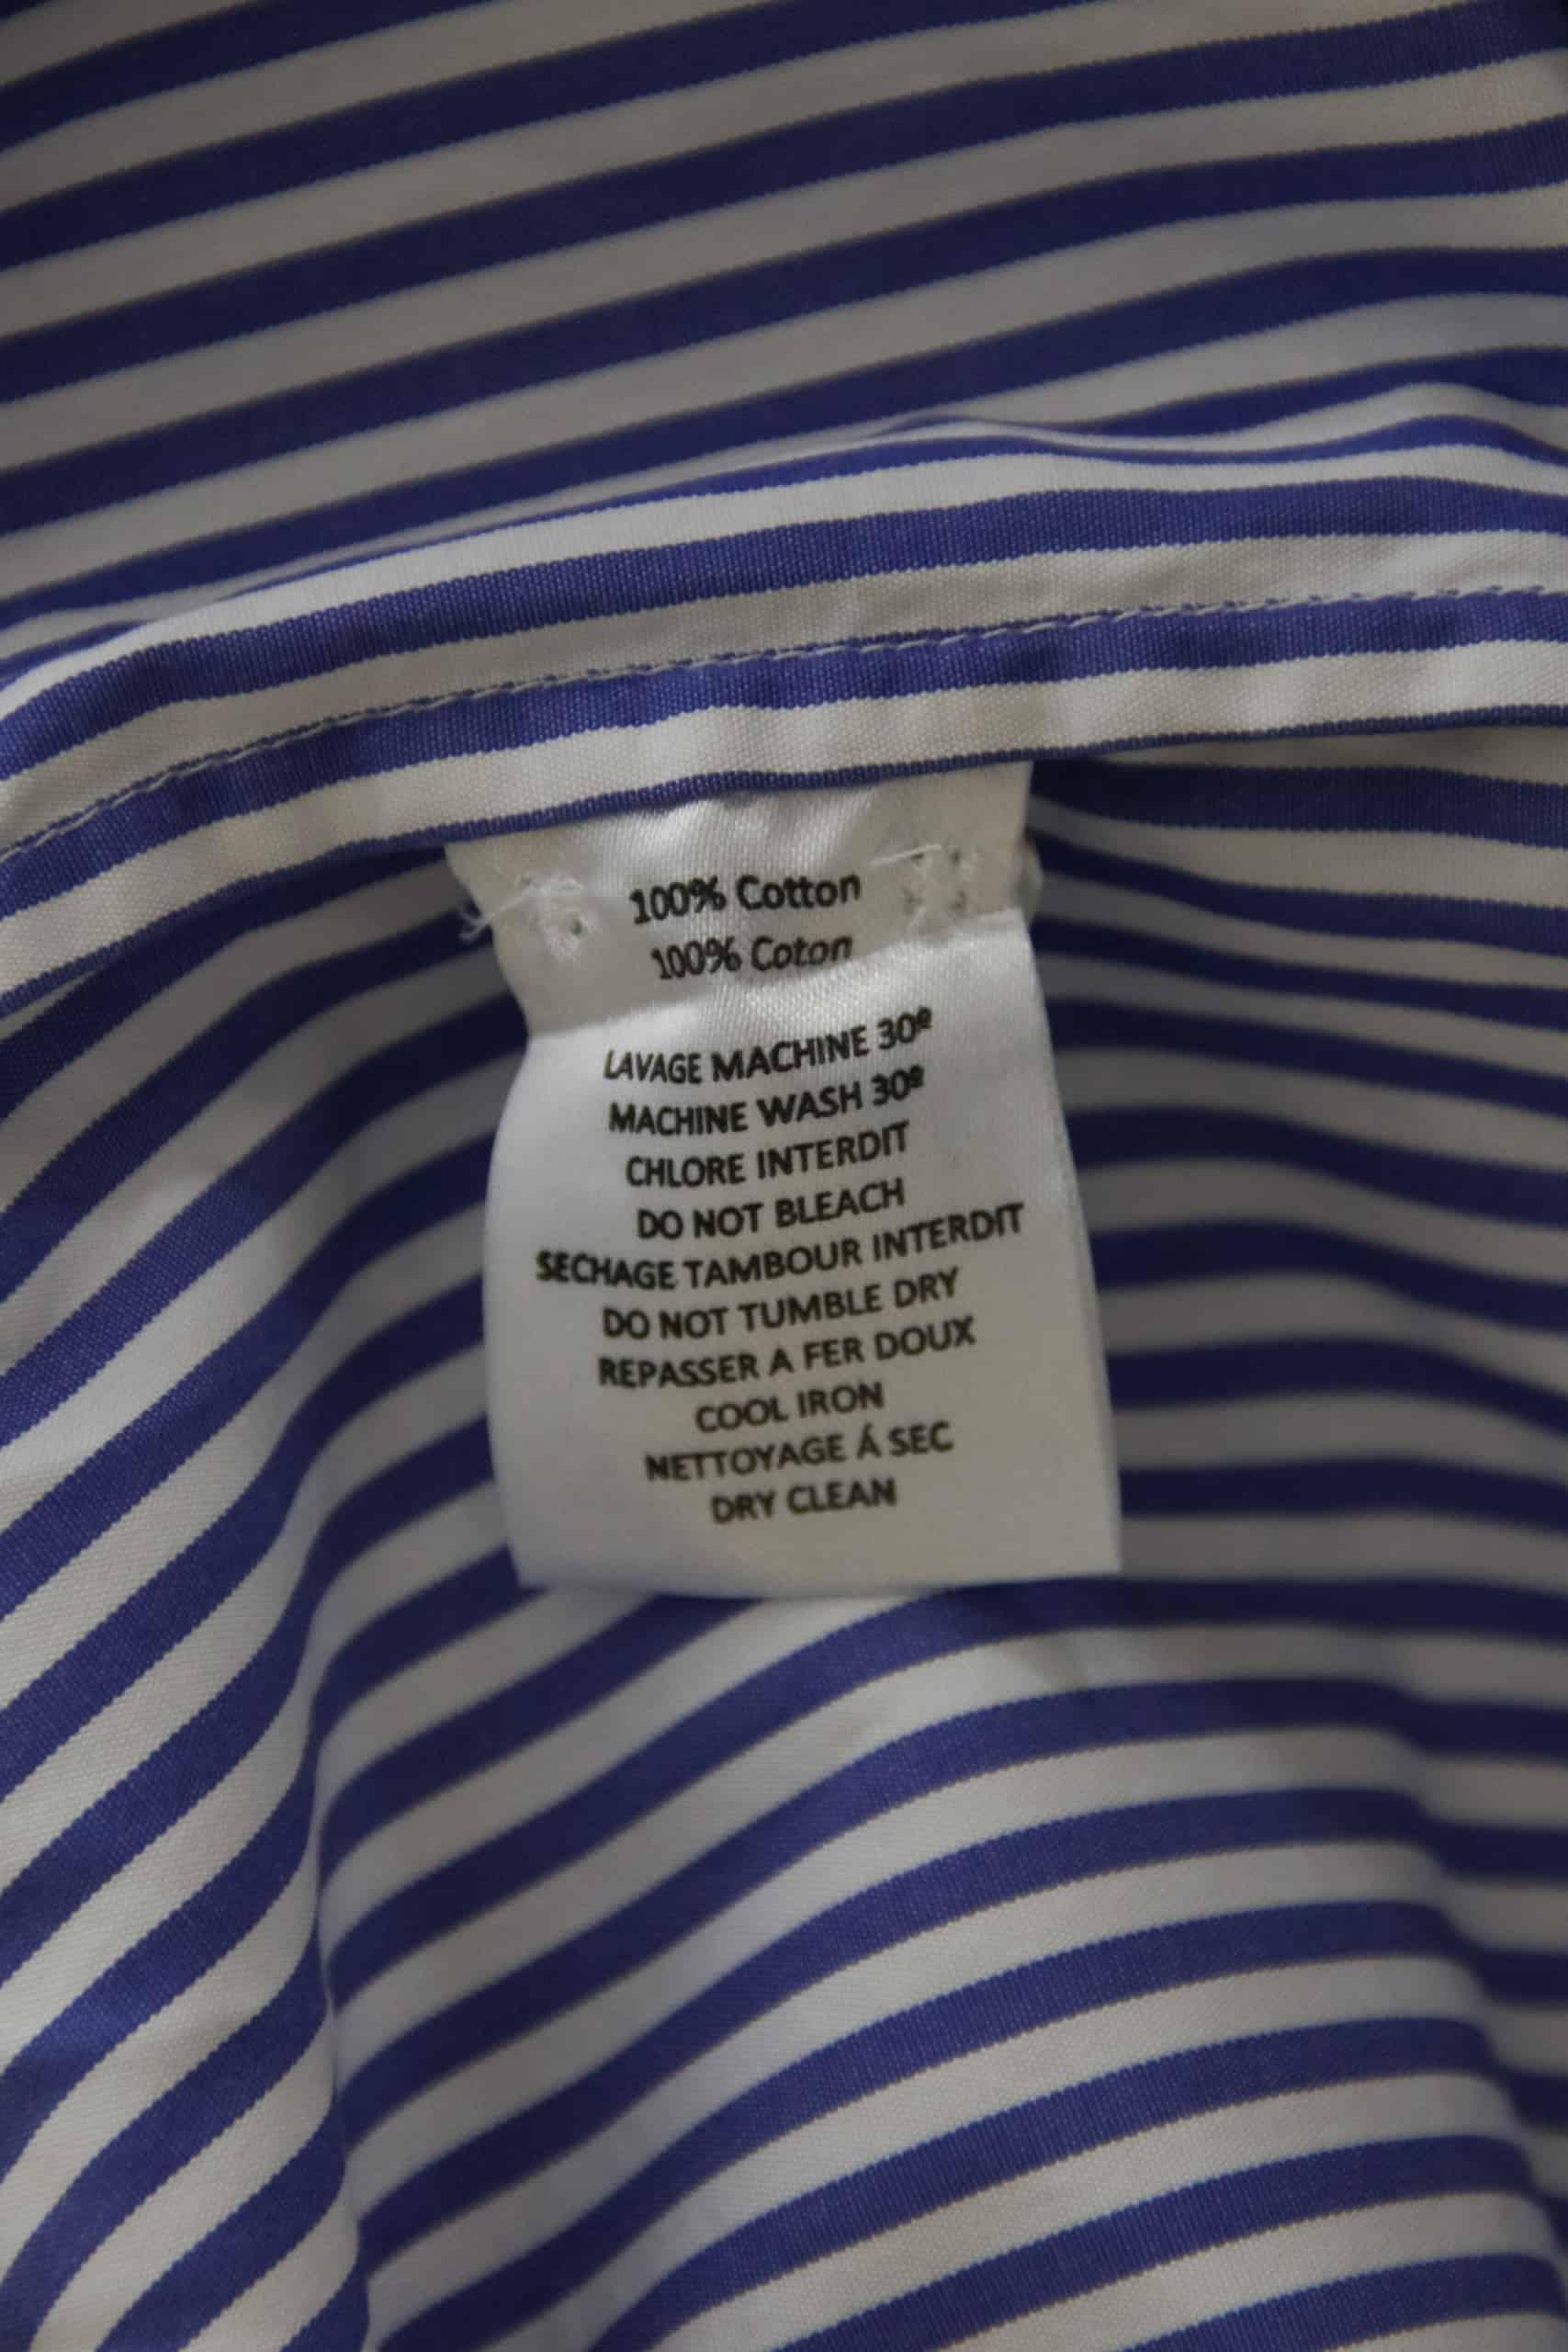 100% Cotton
100% Coton
LAVAGE MACHINE 30º
MACHINE WASH 30º
CHLORE INTERDIT
DO NOT BLEACH
SECHAGE TAMBOUR INTERDIT
DO NOT TUMBLE DRY
REPASSER A FER DOUX
COOL IRON
NETTOYAGE Á SEC
DRY CLEAN